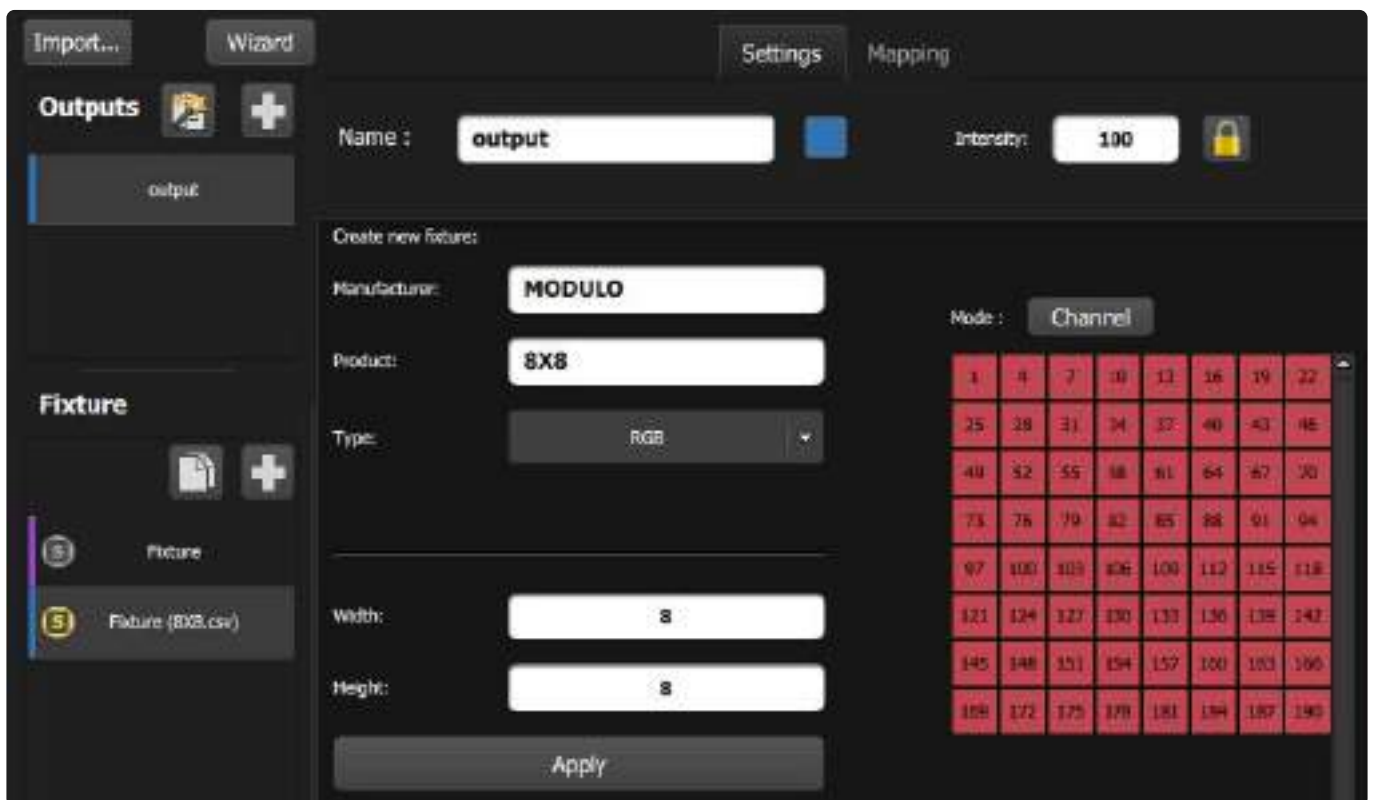 Import...
Wizard
Settings
Mapping
Outputs
Name :
output
Intensity:
100
output
Create new fixture:
Manufacturer:
MODULO
Product:
8X8
Type:
RGB
Mode :
Channel
1 4 7 10 13 16 19 22
25 28 31 34 37 40 43 46
49 52 55 58 61 64 67 70
73 76 79 82 85 88 91 94
97 100 103 106 109 112 115 118
121 124 127 130 133 136 139 142
145 148 151 154 157 160 163 166
169 172 175 178 181 184 187 190
Fixture
S Fixture
S Fixture (8X8.csv)
Width:
8
Height:
8
Apply